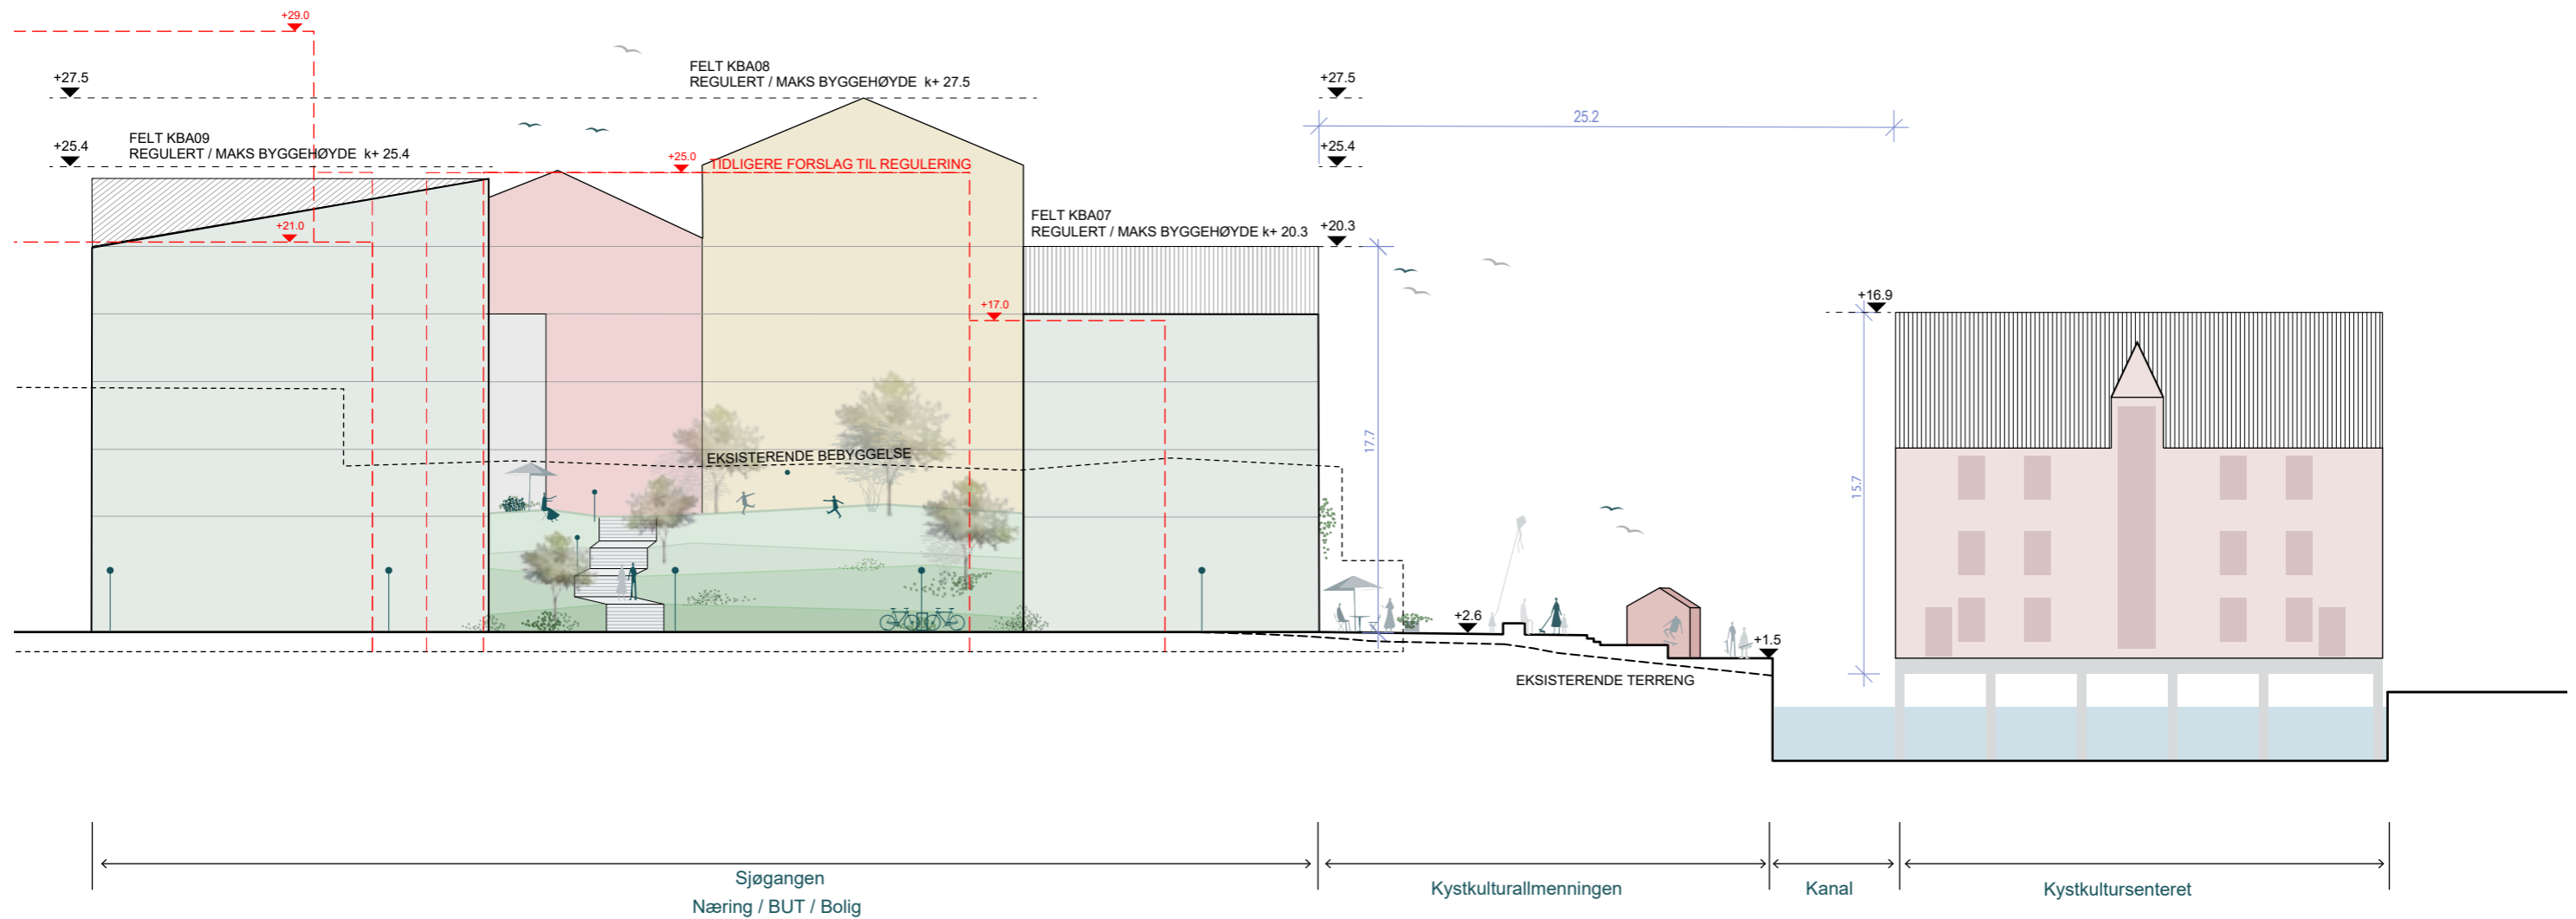 +29.0
FELT KBA08
REGULERT / MAKS BYGGEHØYDE k+ 27.5
+27.5
+27.5
25.2
FELT KBA09
REGULERT / MAKS BYGGEHØYDE k+ 25.4
+25.4
+25.0
TIDLIGERE FORSLAG TIL REGULERING
+25.4
+21.0
FELT KBA07
REGULERT / MAKS BYGGEHØYDE k+ 20.3
+20.3
+17.0
+16.9
17.7
EKSISTERENDE BEBYGGELSE
15.7
+2.6
+1.5
EKSISTERENDE TERRENG
Sjøgangen
Næring / BUT / Bolig
Kystkulturallmenningen
Kanal
Kystkultursenteret